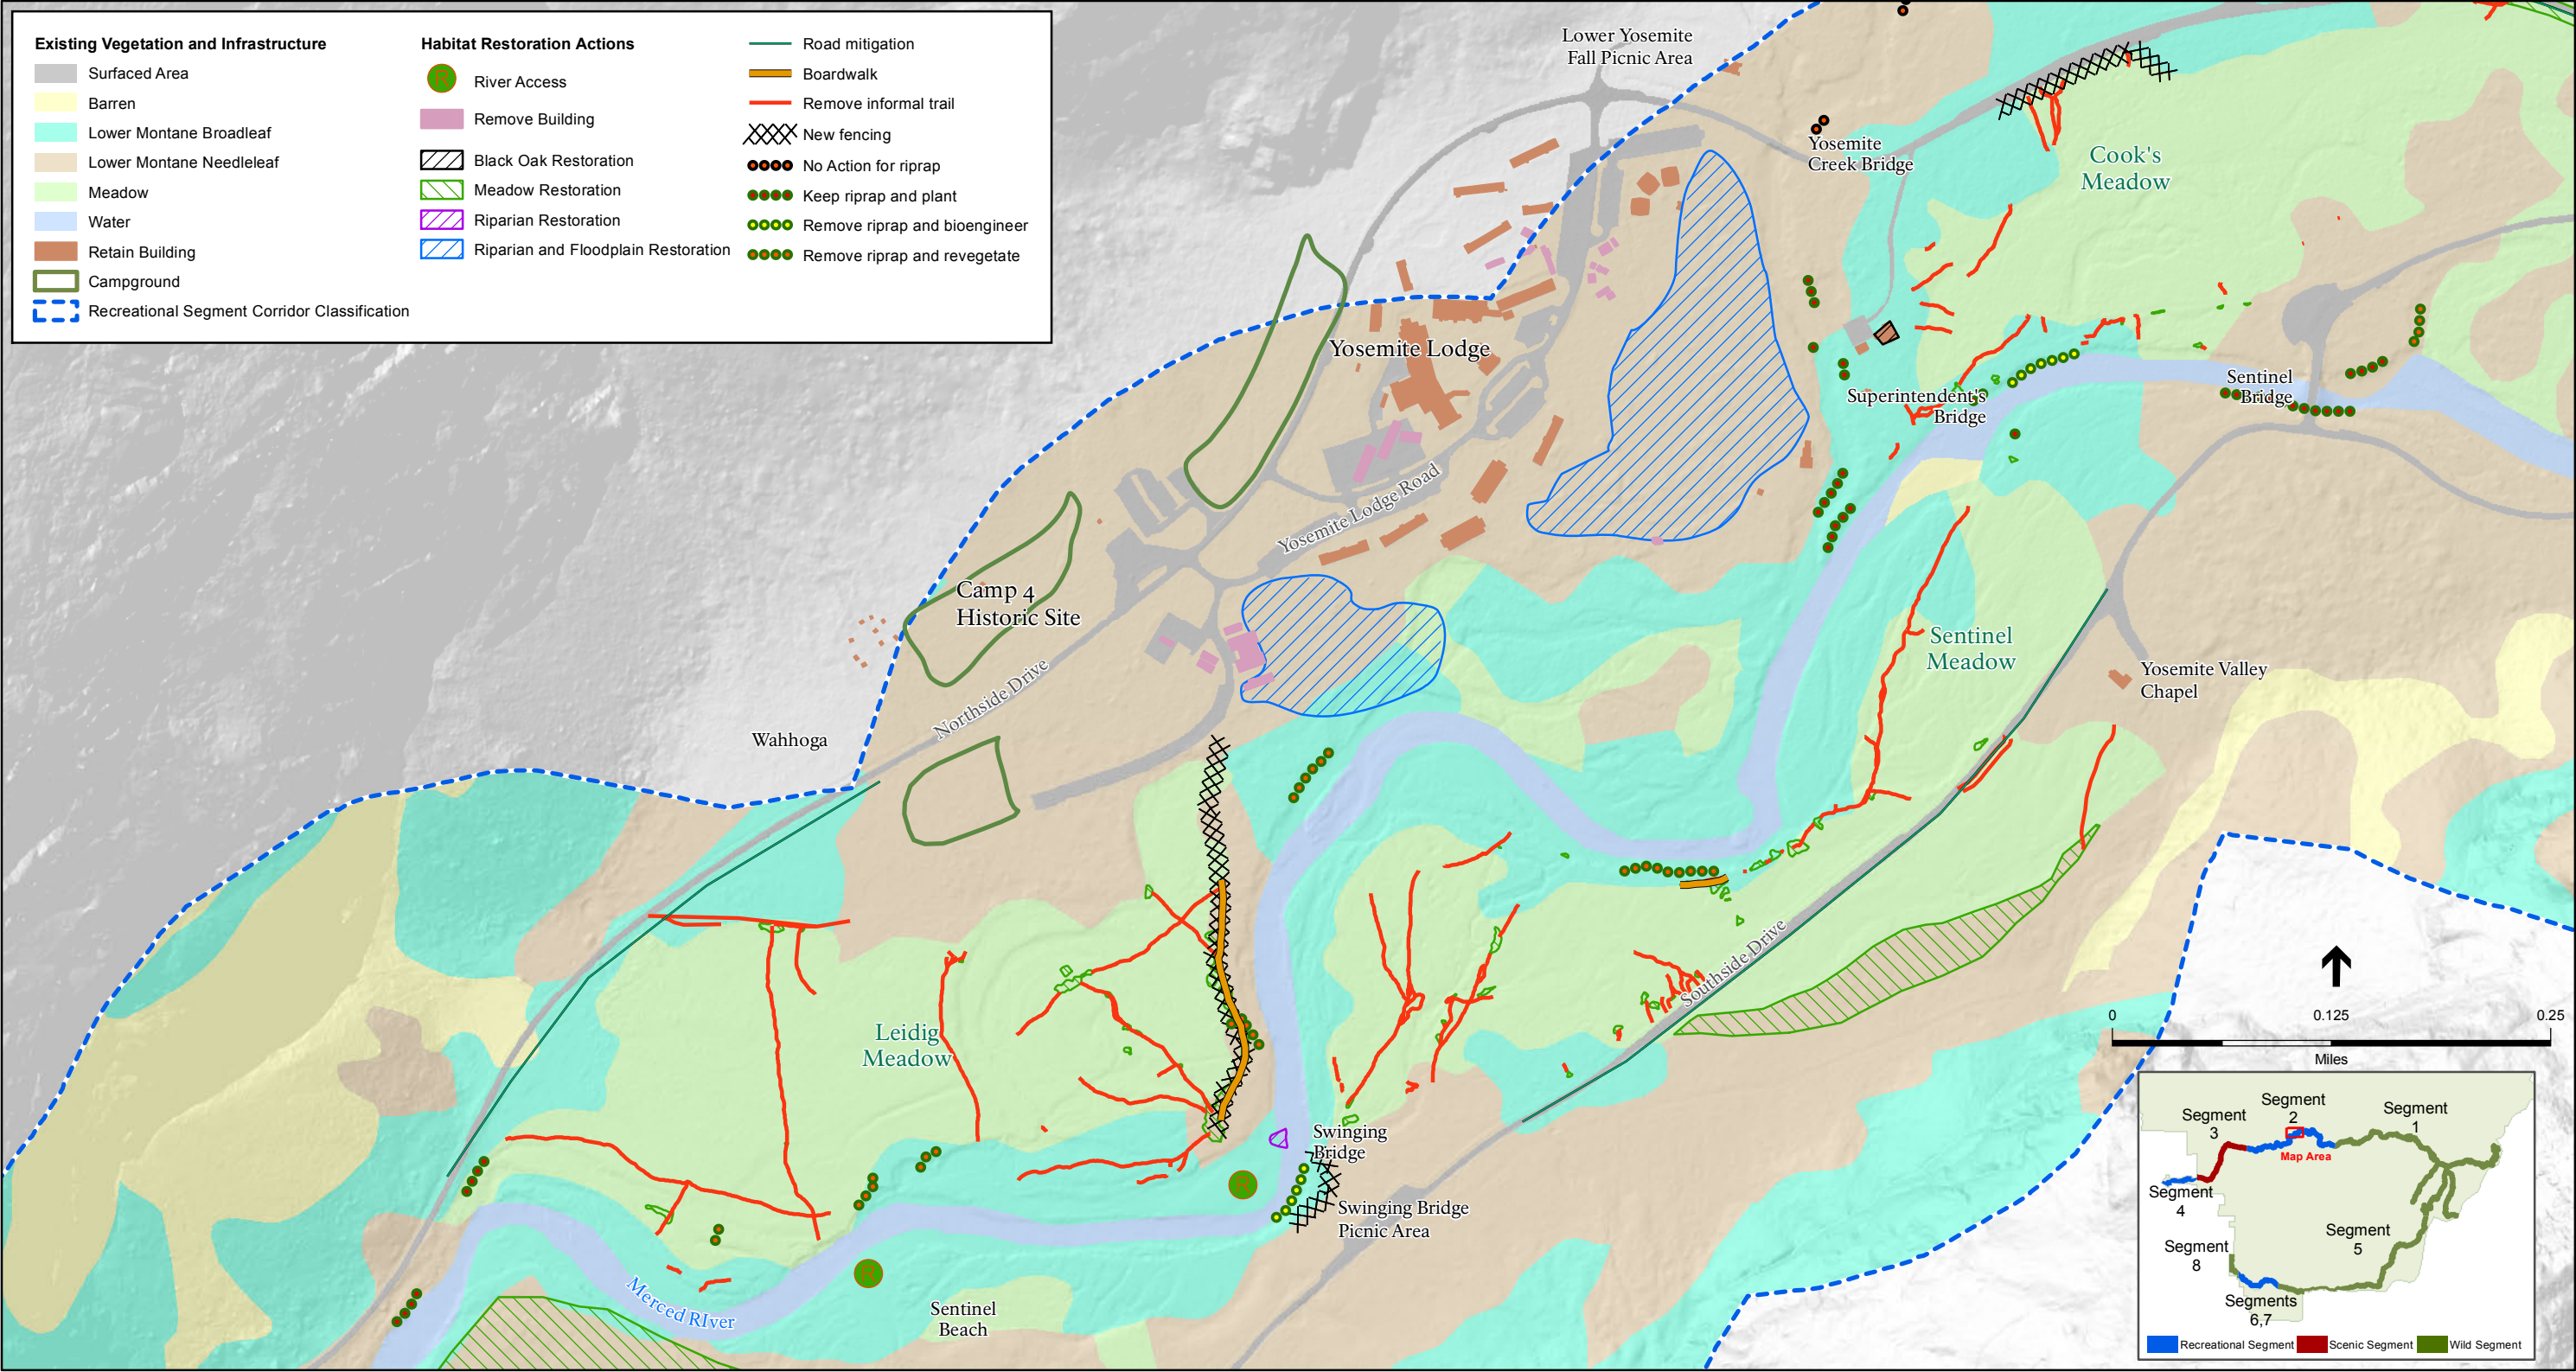 Existing Vegetation and Infrastructure
Surfaced Area
Barren
Lower Montane Broadleaf
Lower Montane Needleleaf
Meadow
Water
Retain Building
Campground
Recreational Segment Corridor Classification
Habitat Restoration Actions
R
River Access
Remove Building
Black Oak Restoration
Meadow Restoration
Riparian Restoration
Riparian and Floodplain Restoration
Road mitigation
Boardwalk
Remove informal trail
New fencing
No Action for riprap
Keep riprap and plant
Remove riprap and bioengineer
Remove riprap and revegetate
Lower Yosemite
Fall Picnic Area
Yosemite
Creek Bridge
Cook's
Meadow
Yosemite Lodge
Superintendent's
Bridge
Sentinel
Bridge
Yosemite Lodge Road
Camp 4
Historic Site
Northside Drive
Wahhoga
Sentinel
Meadow
Yosemite Valley
Chapel
Southside Drive
Leidig
Meadow
Swinging
Bridge
R
Swinging Bridge
Picnic Area
R
Merced RIver
Sentinel
Beach
0
0.125
0.25
Miles
Segment
1
Segment
2
Segment
3
Map Area
Segment
4
Segment
5
Segment
8
Segments
6,7
Recreational Segment
Scenic Segment
Wild Segment